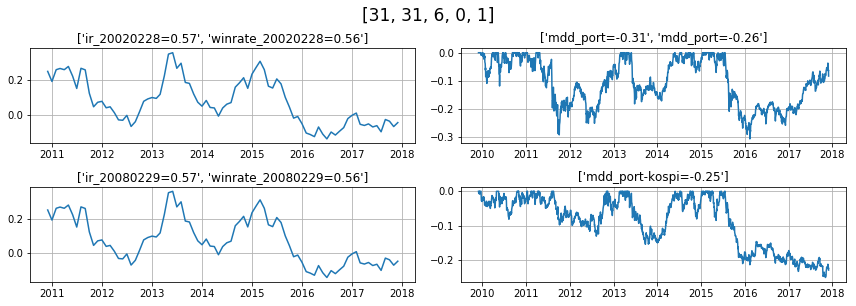 [31, 31, 6, 0, 1]
['ir_20020228=0.57', 'winrate_20020228=0.56']
0.2
0.0
2011 2012 2013 2014 2015 2016 2017 2018
['mdd_port=-0.31', 'mdd_port=-0.26']
0.0
−0.1
−0.2
−0.3
2010 2011 2012 2013 2014 2015 2016 2017 2018
['ir_20080229=0.57', 'winrate_20080229=0.56']
0.2
0.0
2011 2012 2013 2014 2015 2016 2017 2018
['mdd_port-kospi=-0.25']
0.0
−0.1
−0.2
2010 2011 2012 2013 2014 2015 2016 2017 2018